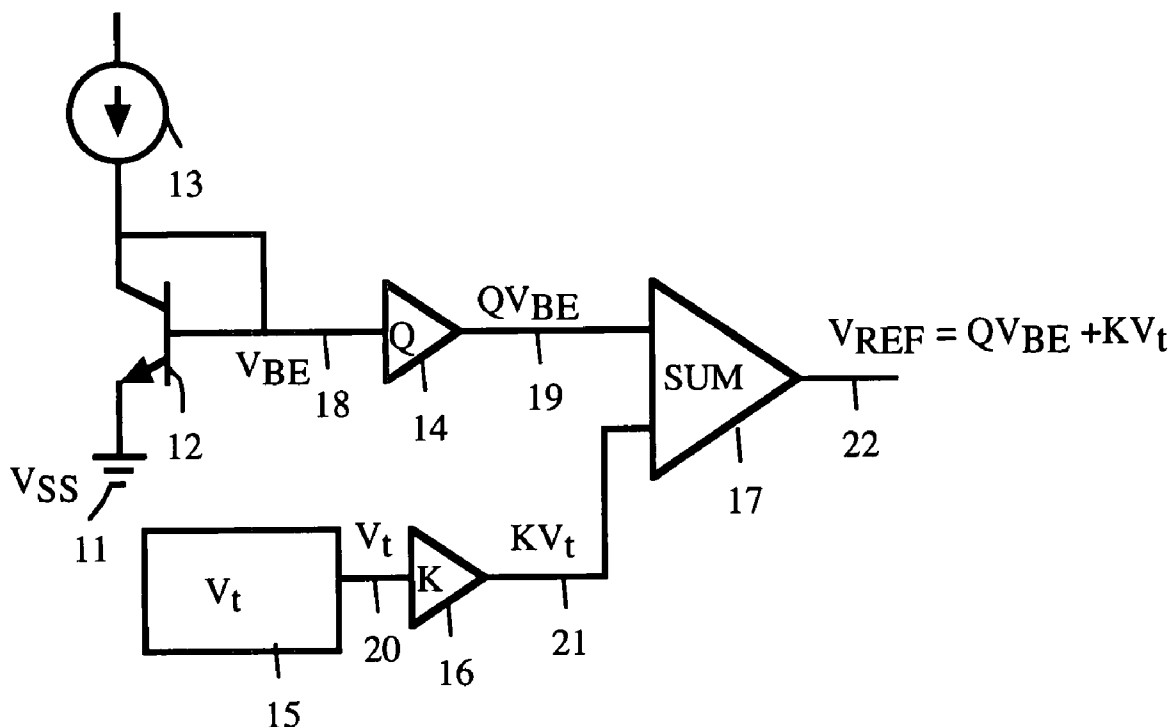 13
QV_BE
V_REF = QV_BE +KV_t
Q
SUM
V_BE
18
14
19
12
22
V_SS
17
11
V_t
KV_t
V_t
K
20
16
21
15